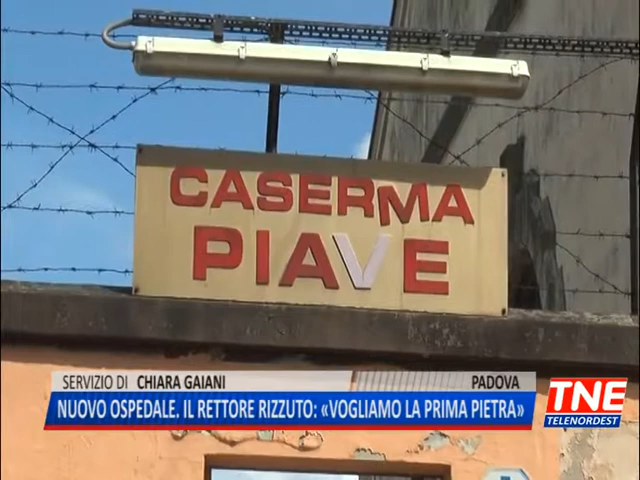 CASERMA
PIAVE
SERVIZIO DI CHIARA GAIANI PADOVA
NUOVO OSPEDALE. IL RETTORE RIZZUTO: «VOGLIAMO LA PRIMA PIETRA»
TNE
TELENORDEST